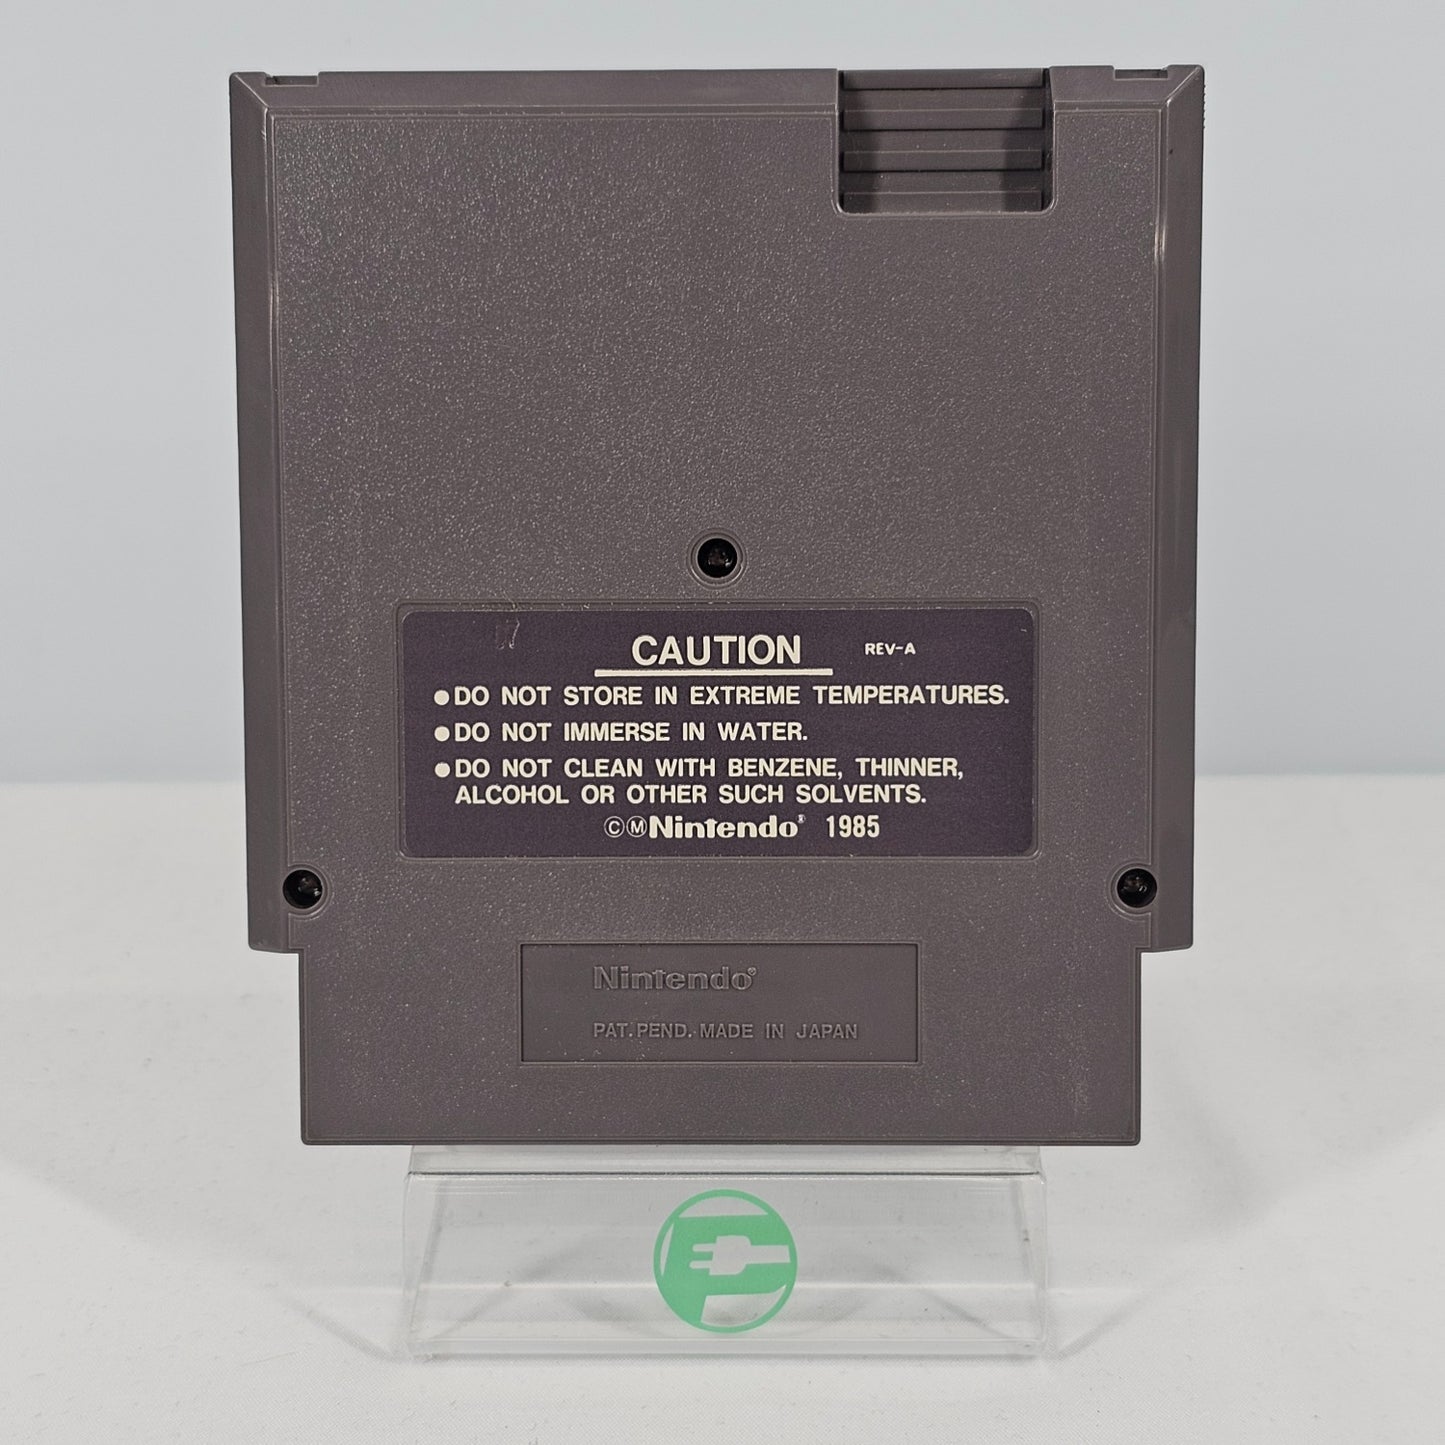 CAUTION REV-A
●DO NOT STORE IN EXTREME TEMPERATURES.
●DO NOT IMMERSE IN WATER.
●DO NOT CLEAN WITH BENZENE, THINNER,
ALCOHOL OR OTHER SUCH SOLVENTS.
©ⓂNintendo® 1985
Nintendo®
PAT. PEND. MADE IN JAPAN